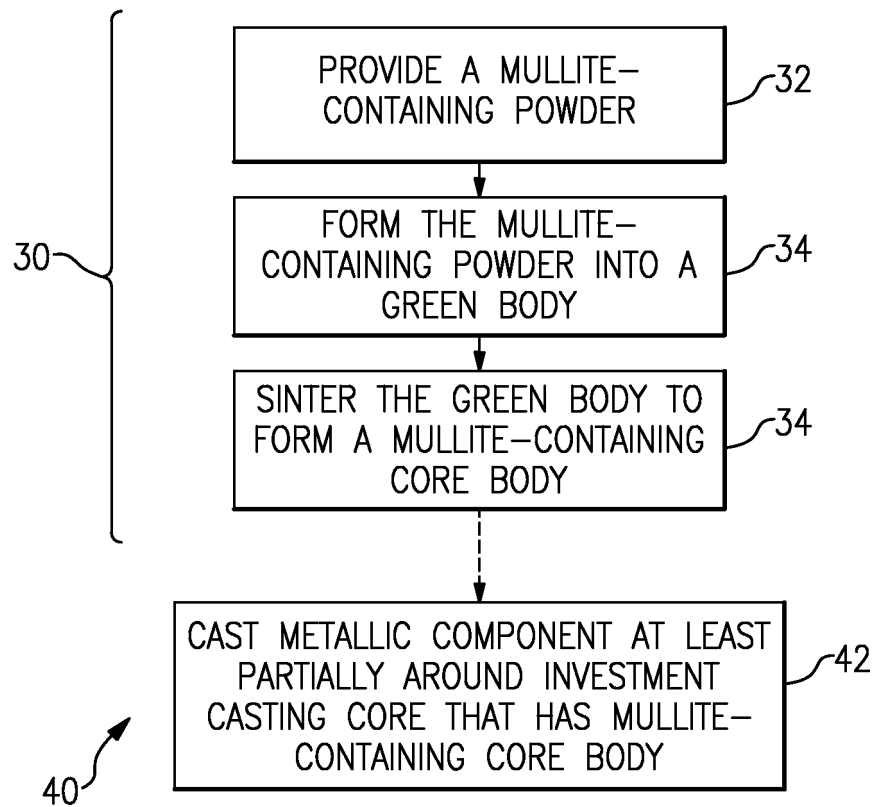 PROVIDE A MULLITE-
CONTAINING POWDER
32
FORM THE MULLITE-
CONTAINING POWDER INTO A
GREEN BODY
34
30
SINTER THE GREEN BODY TO
FORM A MULLITE-CONTAINING
CORE BODY
34
CAST METALLIC COMPONENT AT LEAST
PARTIALLY AROUND INVESTMENT
CASTING CORE THAT HAS MULLITE-
CONTAINING CORE BODY
42
40